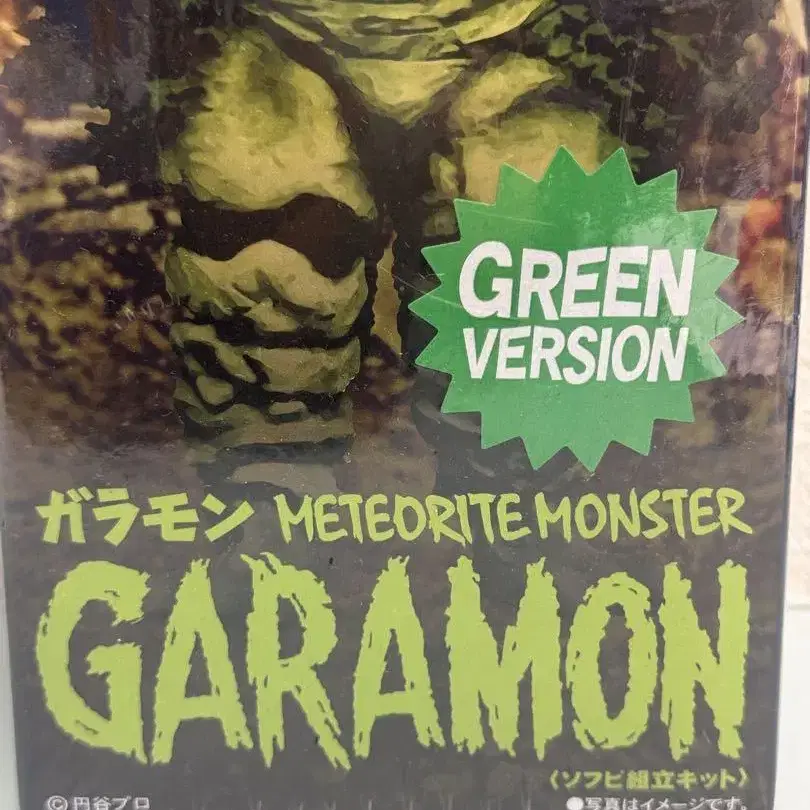 GREEN
VERSION
ガラモン METEORITE MONSTER
GARAMON
〈ソフビ組立キット〉
©円谷プロ ●写真はイメージです。